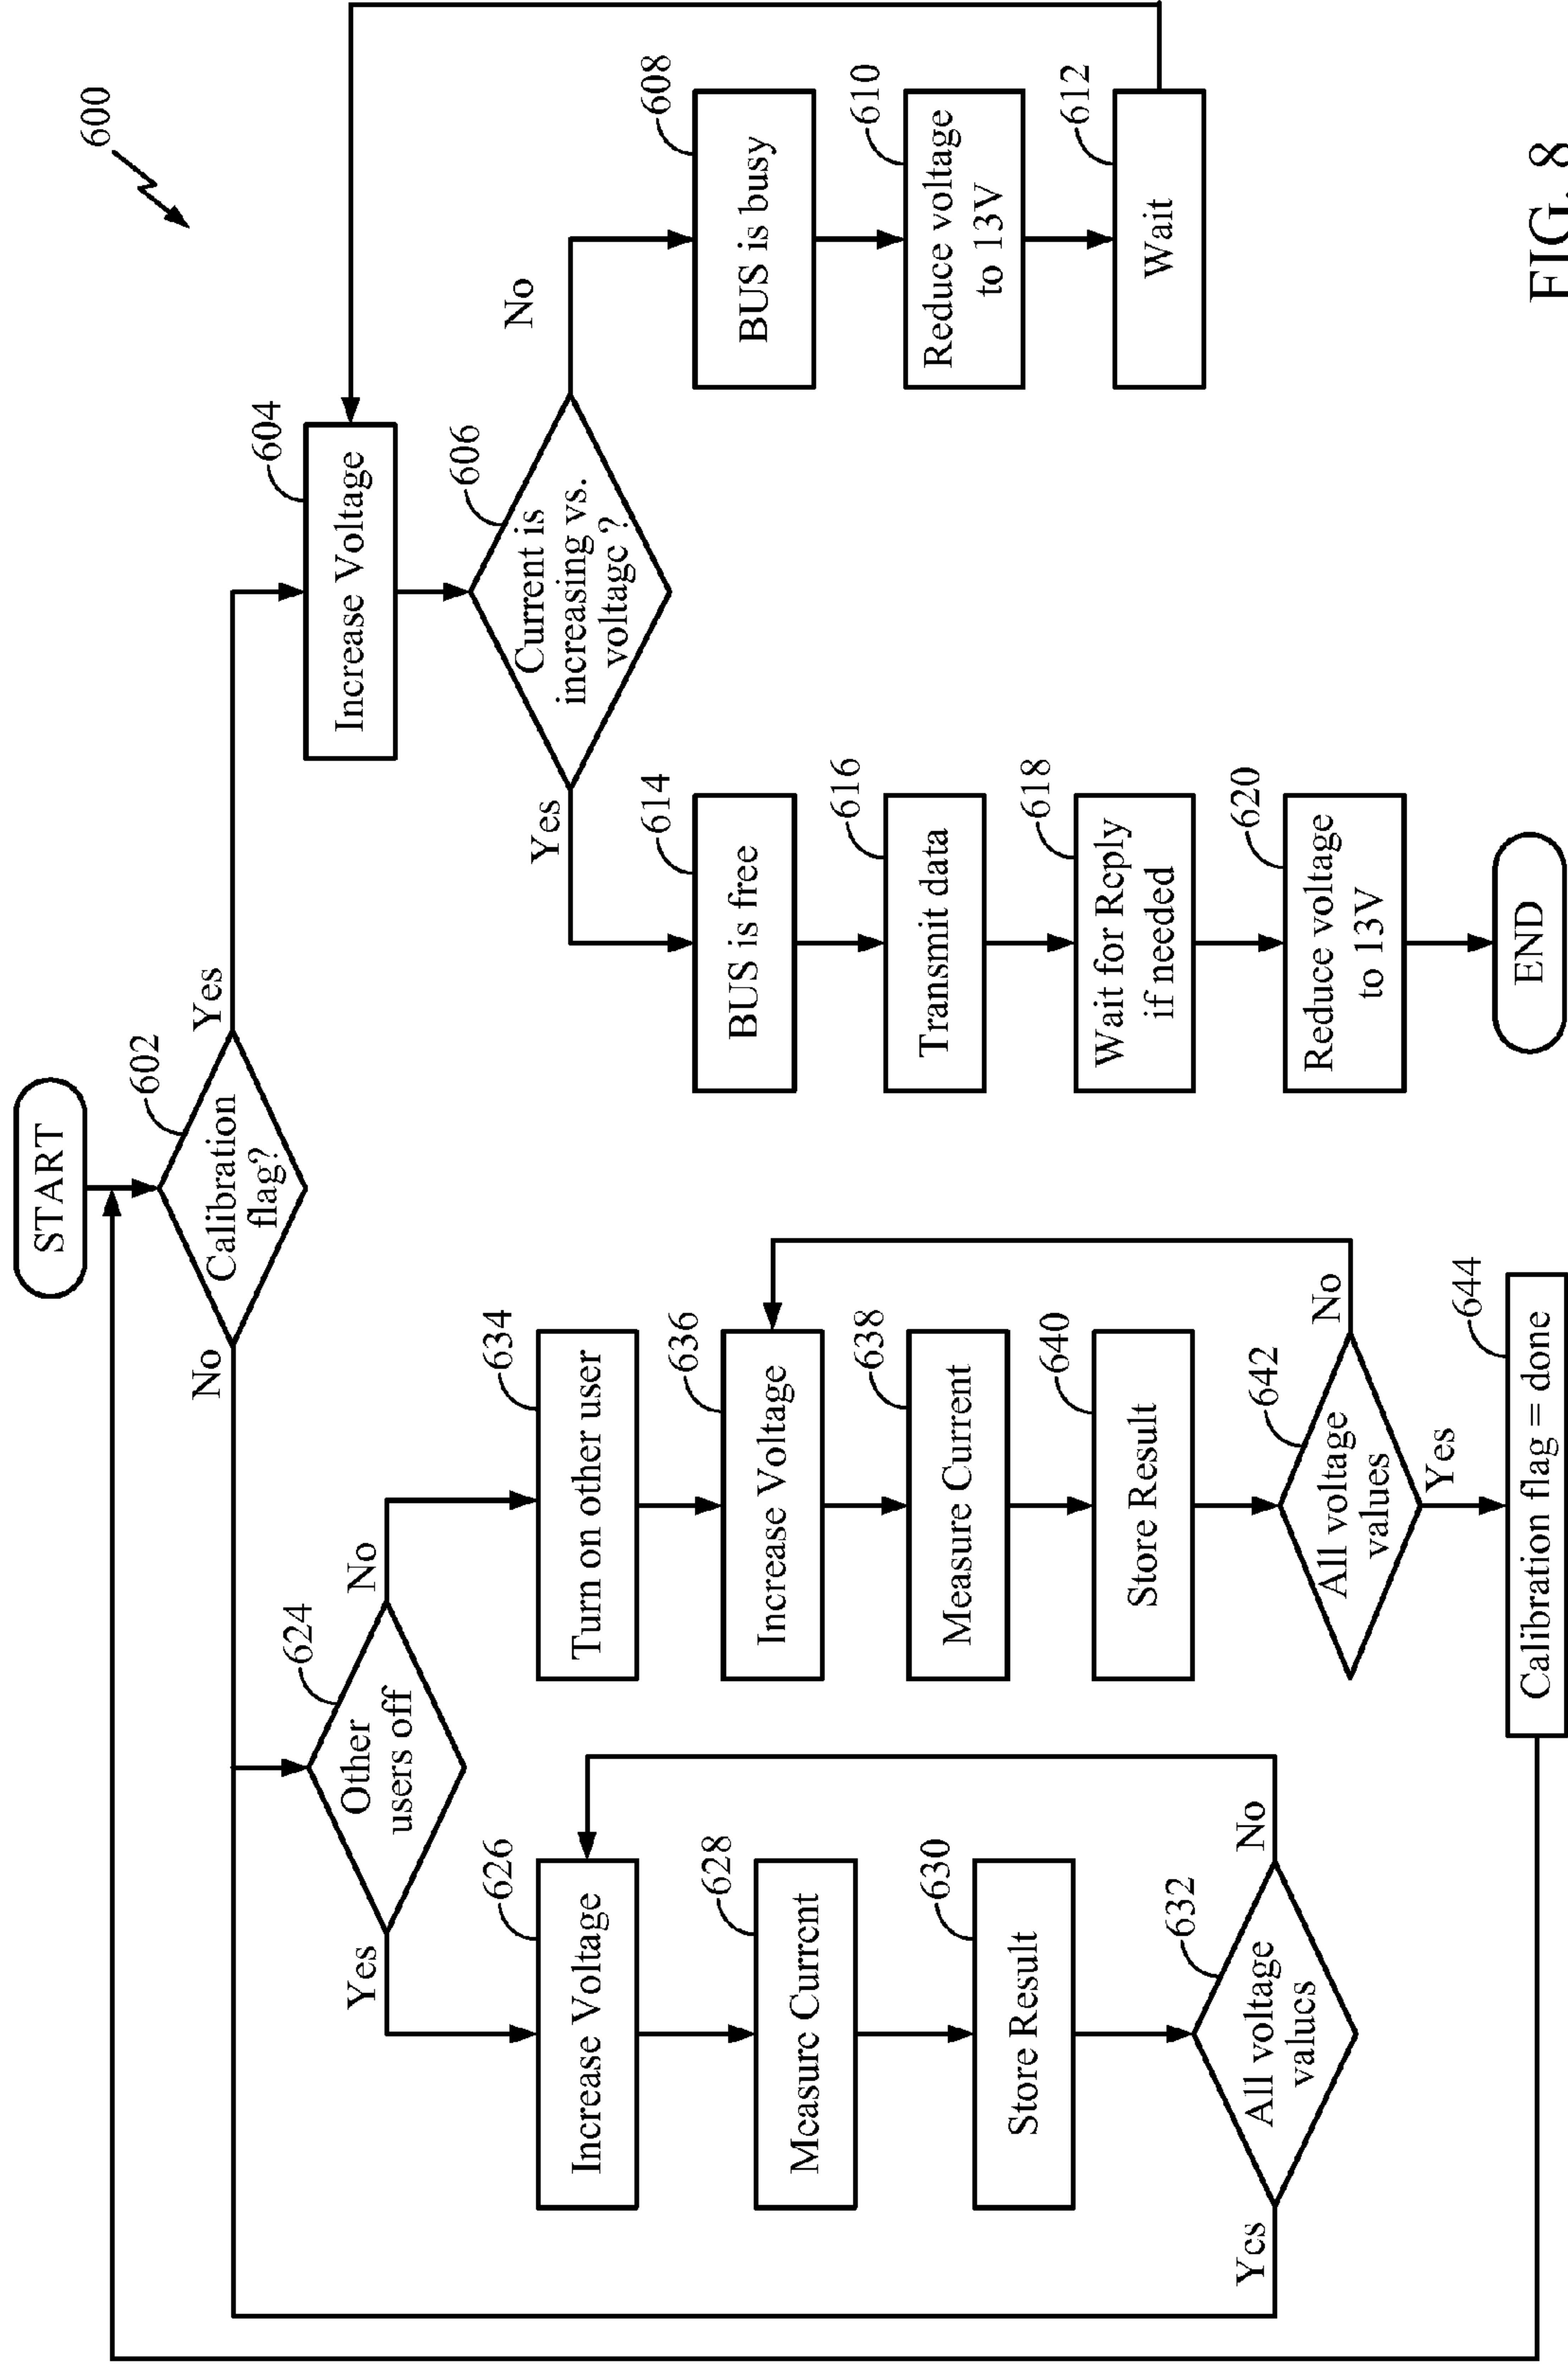 600
START
602
Calibration
flag?
No
Yes
604
Increase Voltage
606
Current is
increasing vs.
voltage ?
Yes
No
608
BUS is busy
610
Reduce voltage
to 13V
612
Wait
614
BUS is free
616
Transmit data
618
Wait for Reply
if needed
620
Reduce voltage
to 13V
END
624
Other
users off
Yes
No
626
Increase Voltage
628
Measure Current
630
Store Result
632
All voltage
values
Yes
No
634
Turn on other user
636
Increase Voltage
638
Measure Current
640
Store Result
642
All voltage
values
No
Yes
644
Calibration flag = done
FIG. 8